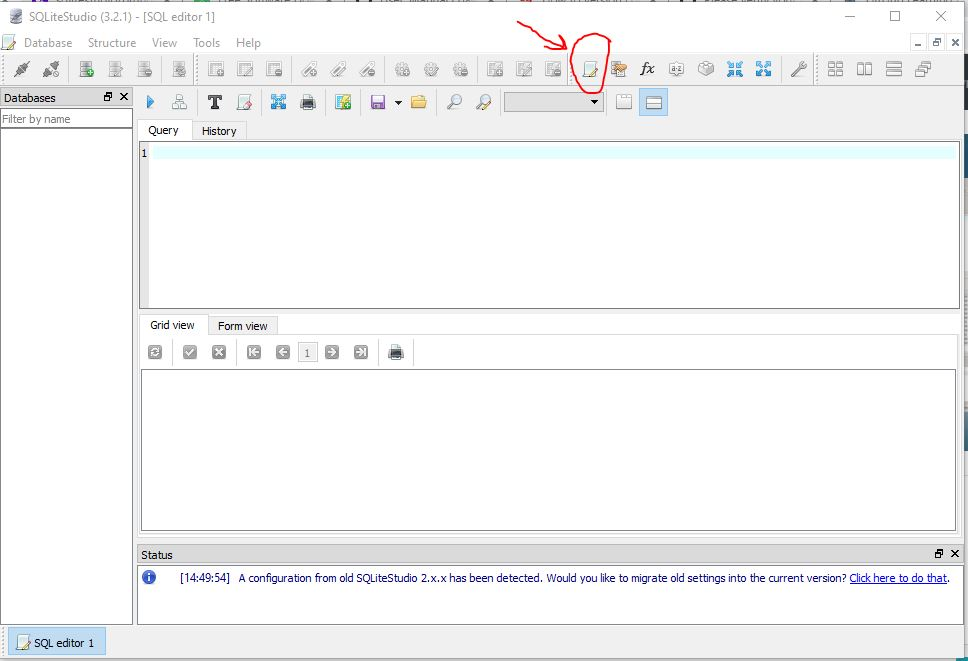 SQLiteStudio (3.2.1) - [SQL editor 1]
Database Structure View Tools Help
Databases
Filter by name
T
fx
a-z
Query History
1
Grid view Form view
1
Status
[14:49:54] A configuration from old SQLiteStudio 2.x.x has been detected. Would you like to migrate old settings into the current version? Click here to do that.
SQL editor 1